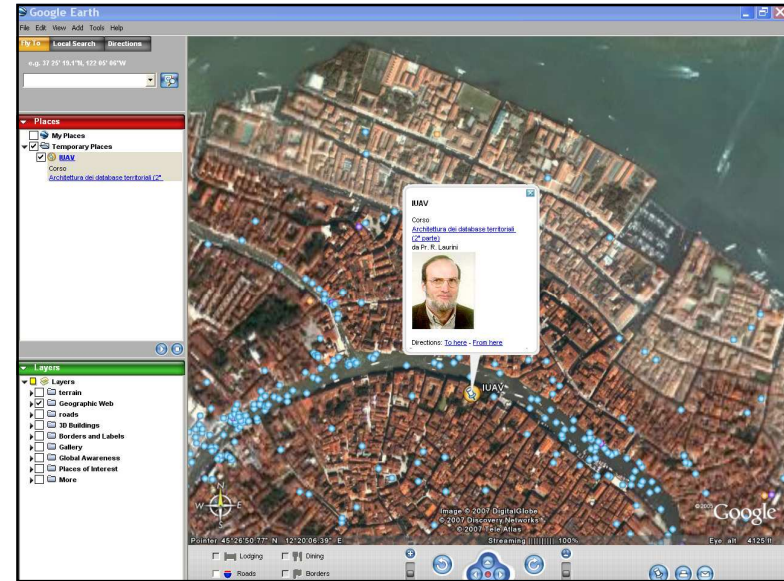 Google Earth
File Edit View Add Tools Help
Fly To Local Search Directions
e.g. 37 25' 19.1"N, 122 05' 06"W
Places
My Places
Temporary Places
IUAV
Corso
Architettura dei database territoriali (2°
Layers
Layers
terrain
Geographic Web
roads
3D Buildings
Borders and Labels
Gallery
Global Awareness
Places of Interest
More
IUAV
Corso
Architettura dei database territoriali
(2° parte)
da Pr. R. Laurini
Directions: To here - From here
IUAV
N
W E
S
Image © 2007 DigitalGlobe
© 2007 Discovery Networks
© 2007 Tele Atlas
©2005 Google
Pointer 45°26'50.77" N 12°20'06.39" E Streaming |||||||||| 100% Eye alt 4125 ft
Lodging Dining
Roads Borders